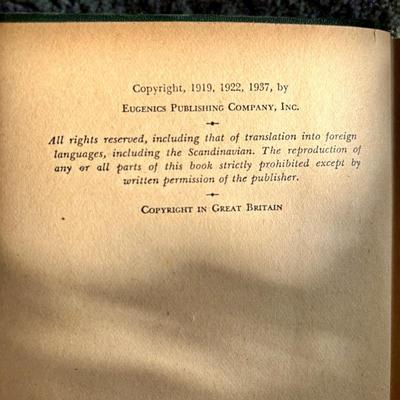 Copyright, 1919, 1922, 1937, by
Eugenics Publishing Company, Inc.
All rights reserved, including that of translation into foreign
languages, including the Scandinavian. The reproduction of
any or all parts of this book strictly prohibited except by
written permission of the publisher.
Copyright in Great Britain